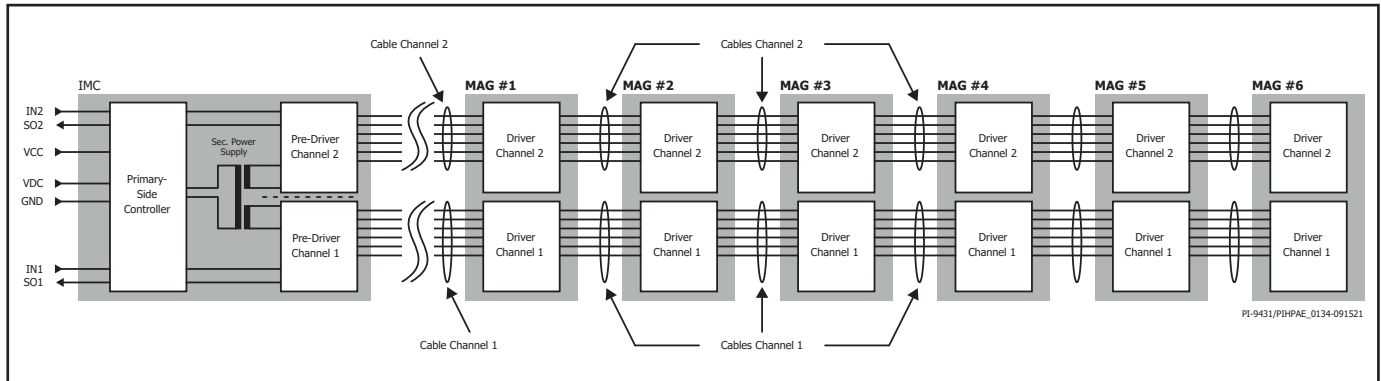 Cable Channel 2
Cables Channel 2
IMC
MAG #1
MAG #2
MAG #3
MAG #4
MAG #5
MAG #6
IN2
SO2
VCC
VDC
GND
IN1
SO1
Primary-
Side
Controller
Sec. Power
Supply
Pre-Driver
Channel 2
Driver
Channel 2
Driver
Channel 2
Driver
Channel 2
Driver
Channel 2
Driver
Channel 2
Driver
Channel 2
Pre-Driver
Channel 1
Driver
Channel 1
Driver
Channel 1
Driver
Channel 1
Driver
Channel 1
Driver
Channel 1
Driver
Channel 1
PI-9431/PIHPAE_0134-091521
Cable Channel 1
Cables Channel 1